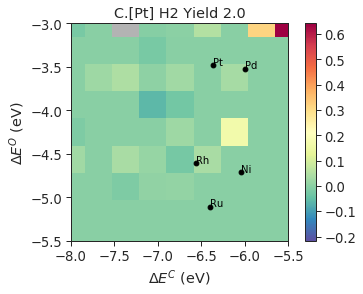 C.[Pt] H2 Yield 2.0
−3.0
−3.5
−4.0
−4.5
−5.0
−5.5
ΔE^O (eV)
Pt
Pd
Rh
Ni
Ru
−8.0 −7.5 −7.0 −6.5 −6.0 −5.5
ΔE^C (eV)
0.6
0.5
0.4
0.3
0.2
0.1
0.0
−0.1
−0.2